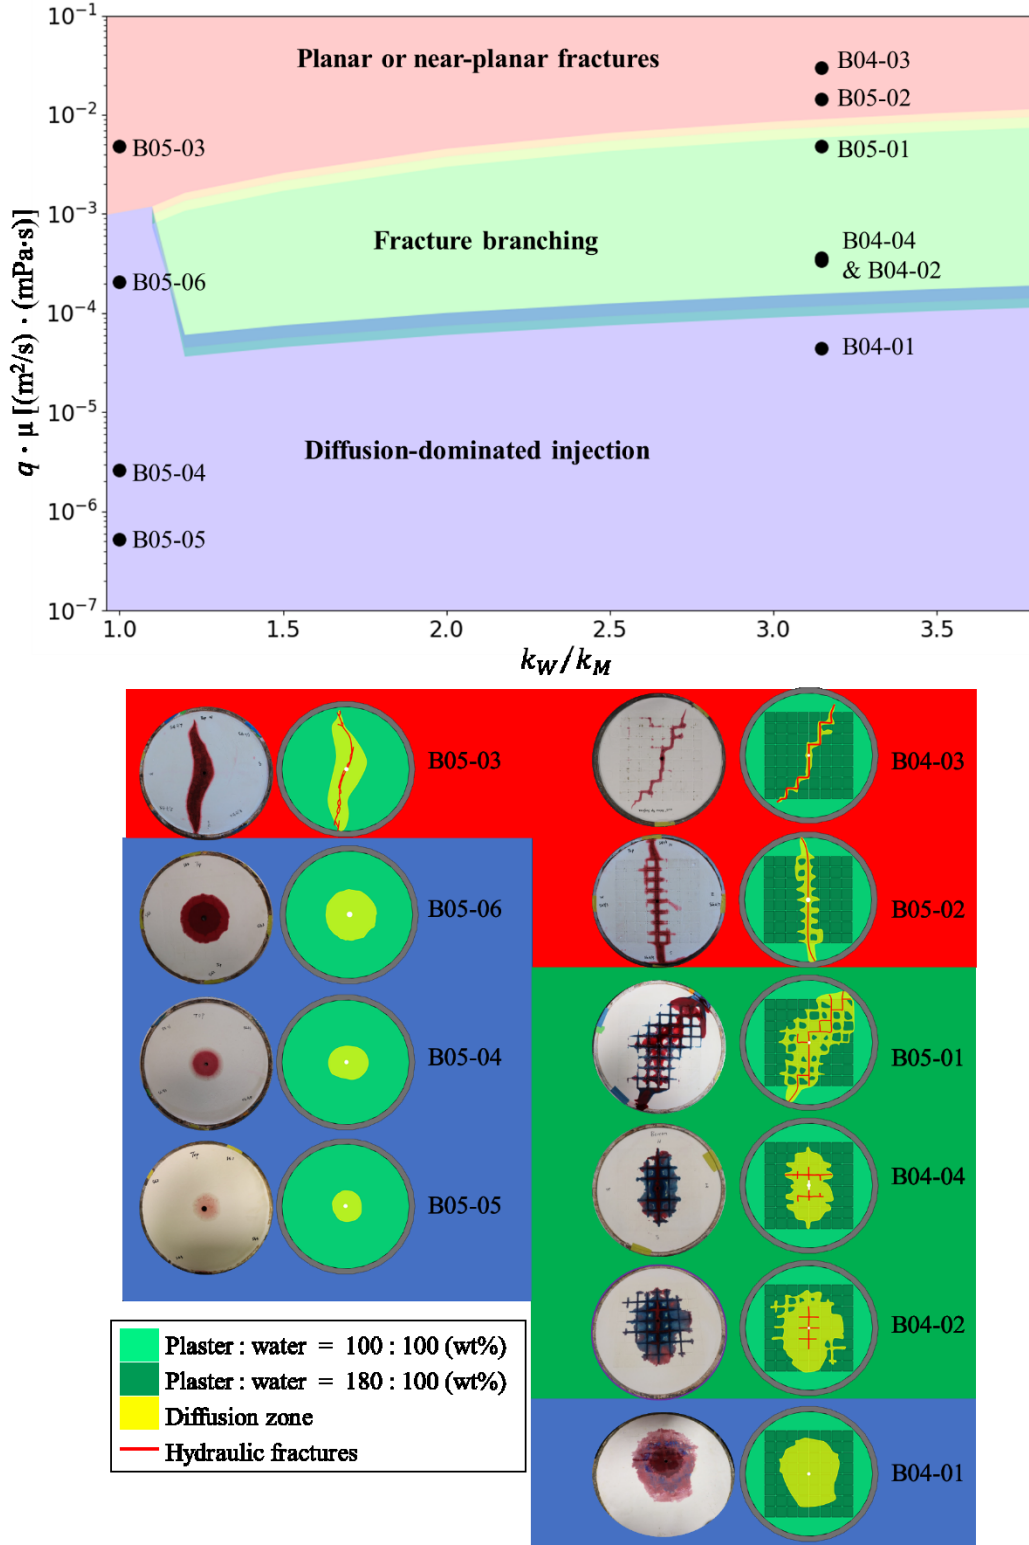 10⁻¹
10⁻²
10⁻³
10⁻⁴
10⁻⁵
10⁻⁶
10⁻⁷
q · μ [(m²/s) · (mPa·s)]
Planar or near-planar fractures
B04-03
B05-02
B05-03
B05-01
Fracture branching
B04-04
& B04-02
B05-06
B04-01
Diffusion-dominated injection
B05-04
B05-05
1.0 1.5 2.0 2.5 3.0 3.5
k_W/k_M
B05-03
B05-06
B05-04
B05-05
B04-03
B05-02
B05-01
B04-04
B04-02
B04-01
Plaster : water = 100 : 100 (wt%)
Plaster : water = 180 : 100 (wt%)
Diffusion zone
Hydraulic fractures